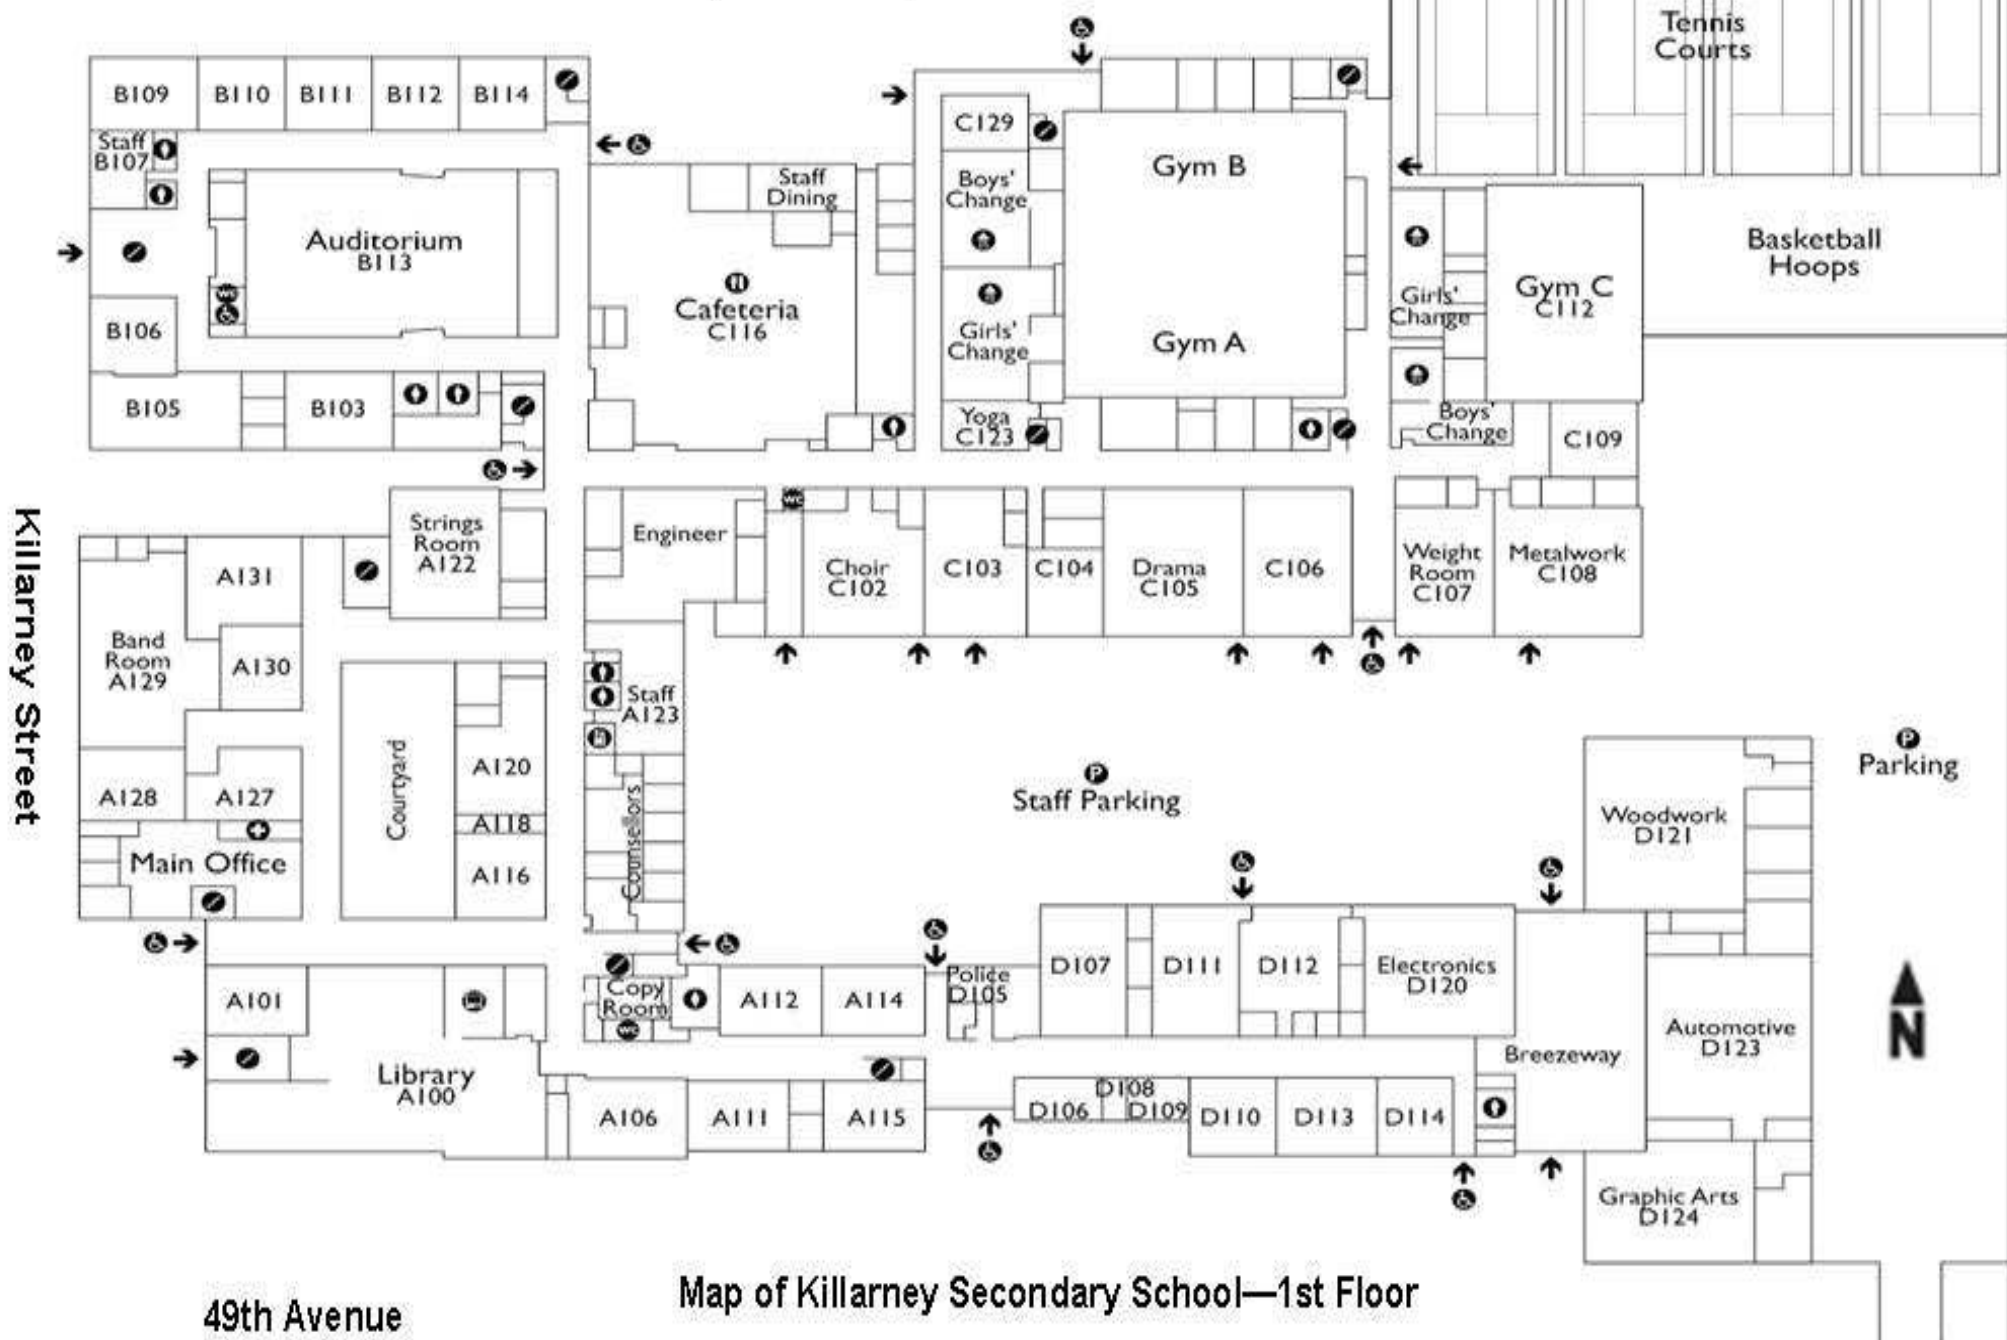 Tennis
Courts
B109
B110
B111
B112
B114
Staff
B107
C129
Gym B
Boys'
Change
Staff
Dining
Auditorium
B113
Basketball
Hoops
Cafeteria
C116
Girls'
Change
Gym A
Girls'
Change
Gym C
C112
B106
B105
B103
Yoga
C123
Boys'
Change
C109
Strings
Room
A122
Engineer
WC
Choir
C102
C103
C104
Drama
C105
C106
Weight
Room
C107
Metalwork
C108
Killarney Street
A131
Band
Room
A129
A130
Staff
A123
Courtyard
A120
A118
A116
Counsellors
A128
A127
Main Office
P
Staff Parking
P
Parking
Woodwork
D121
A101
Copy
Room
WC
A112
A114
Police
D105
D107
D111
D112
Electronics
D120
Automotive
D123
N
Breezeway
Library
A100
A106
A111
A115
D108
D106
D109
D110
D113
D114
Graphic Arts
D124
Map of Killarney Secondary School—1st Floor
49th Avenue